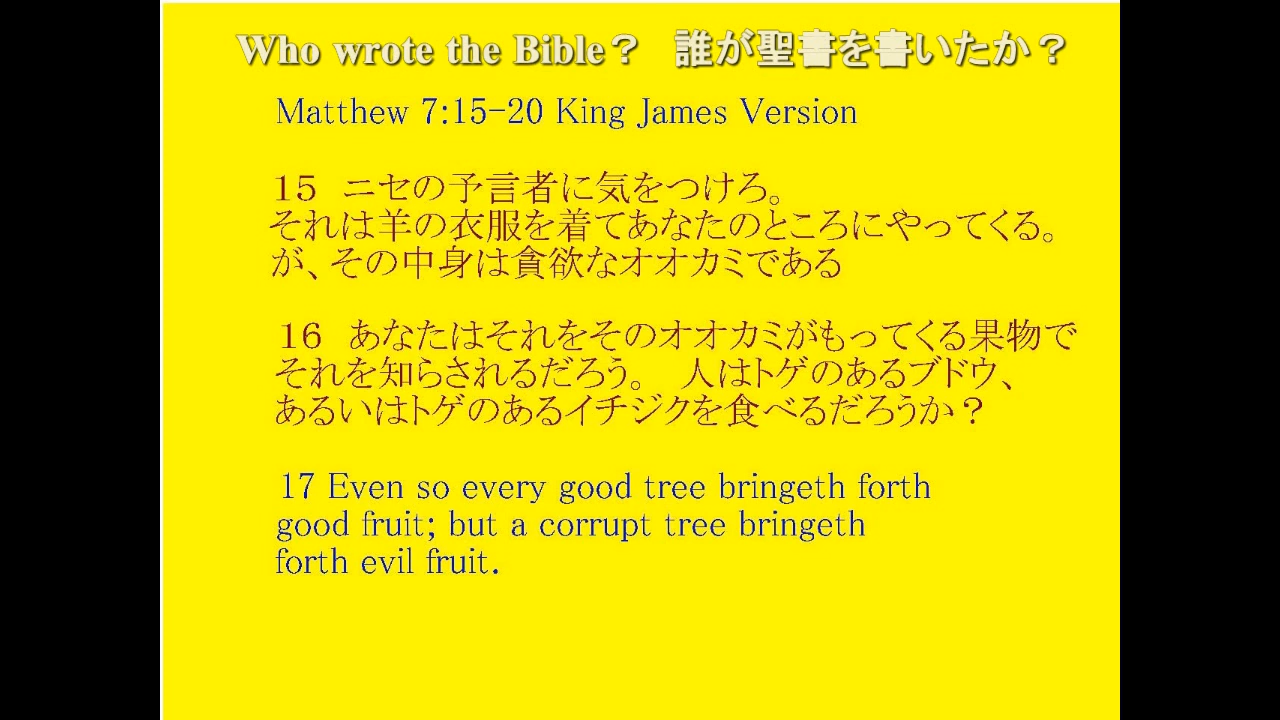 Who wrote the Bible？　誰が聖書を書いたか？
Matthew 7:15-20 King James Version
１５　ニセの予言者に気をつけろ。
それは羊の衣服を着てあなたのところにやってくる。
が、その中身は貪欲なオオカミである
１６　あなたはそれをそのオオカミがもってくる果物で
それを知らされるだろう。　人はトゲのあるブドウ、
あるいはトゲのあるイチジクを食べるだろうか？
17 Even so every good tree bringeth forth
good fruit; but a corrupt tree bringeth
forth evil fruit.